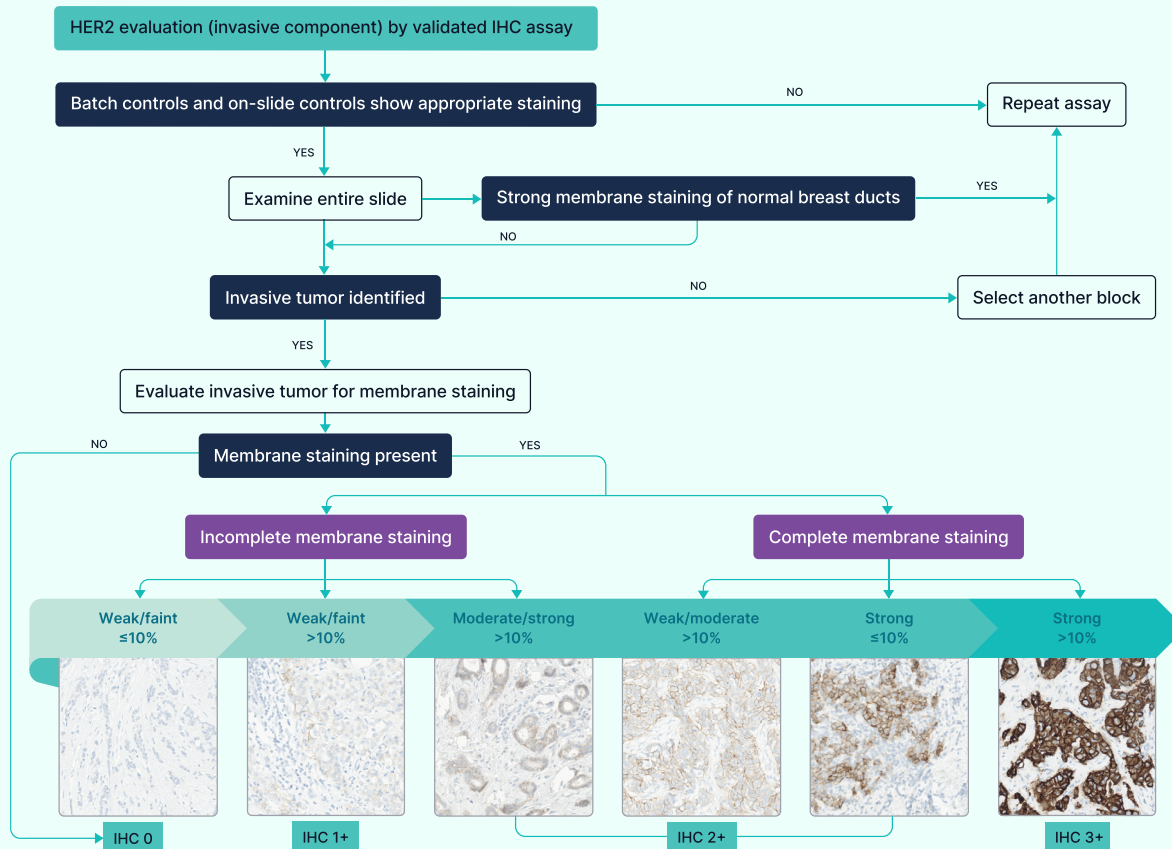 HER2 evaluation (invasive component) by validated IHC assay
Batch controls and on-slide controls show appropriate staining
NO
Repeat assay
YES
Examine entire slide
Strong membrane staining of normal breast ducts
YES
NO
Invasive tumor identified
NO
Select another block
YES
Evaluate invasive tumor for membrane staining
NO
Membrane staining present
YES
Incomplete membrane staining
Complete membrane staining
Weak/faint
≤10%
Weak/faint
>10%
Moderate/strong
>10%
Weak/moderate
>10%
Strong
≤10%
Strong
>10%
IHC 0
IHC 1+
IHC 2+
IHC 3+